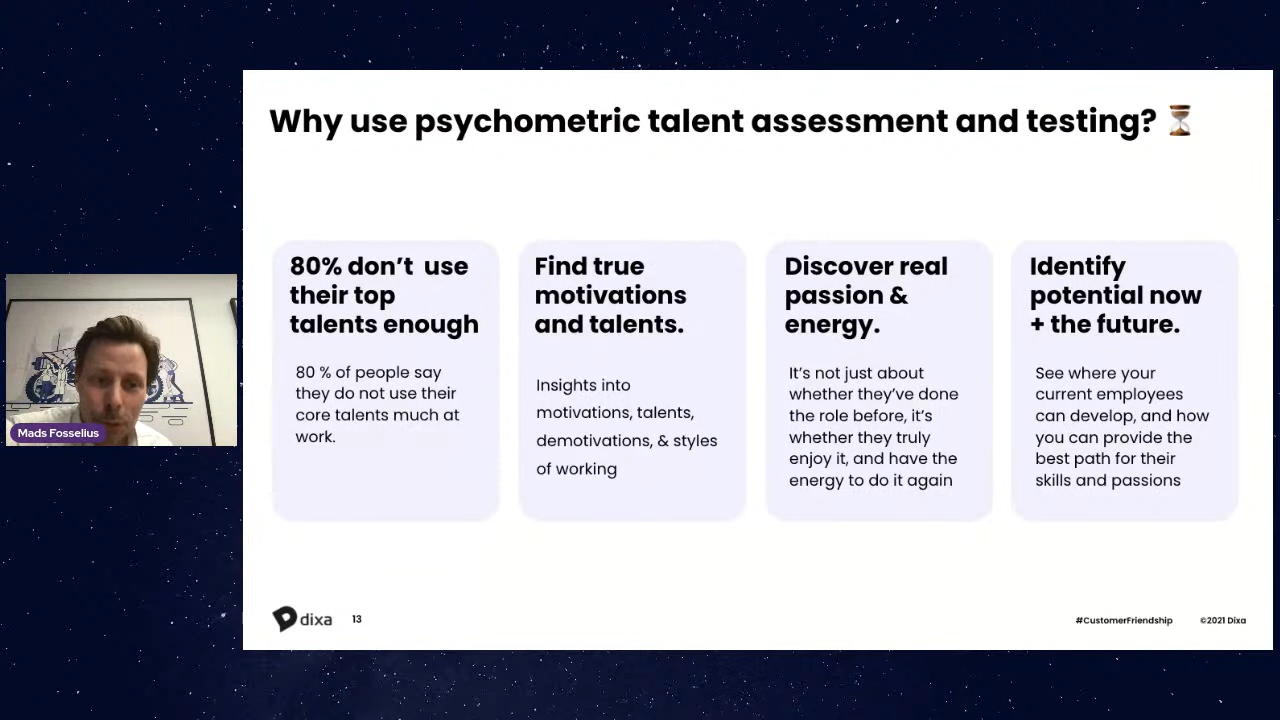 Why use psychometric talent assessment and testing? ⏳
80% don’t use
their top
talents enough
80 % of people say
they do not use their
core talents much at
work.
Find true
motivations
and talents.
Insights into
motivations, talents,
demotivations, & styles
of working
Discover real
passion &
energy.
It’s not just about
whether they’ve done
the role before, it’s
whether they truly
enjoy it, and have the
energy to do it again
Identify
potential now
+ the future.
See where your
current employees
can develop, and how
you can provide the
best path for their
skills and passions
Mads Fosselius
dixa
13
#CustomerFriendship
©2021 Dixa